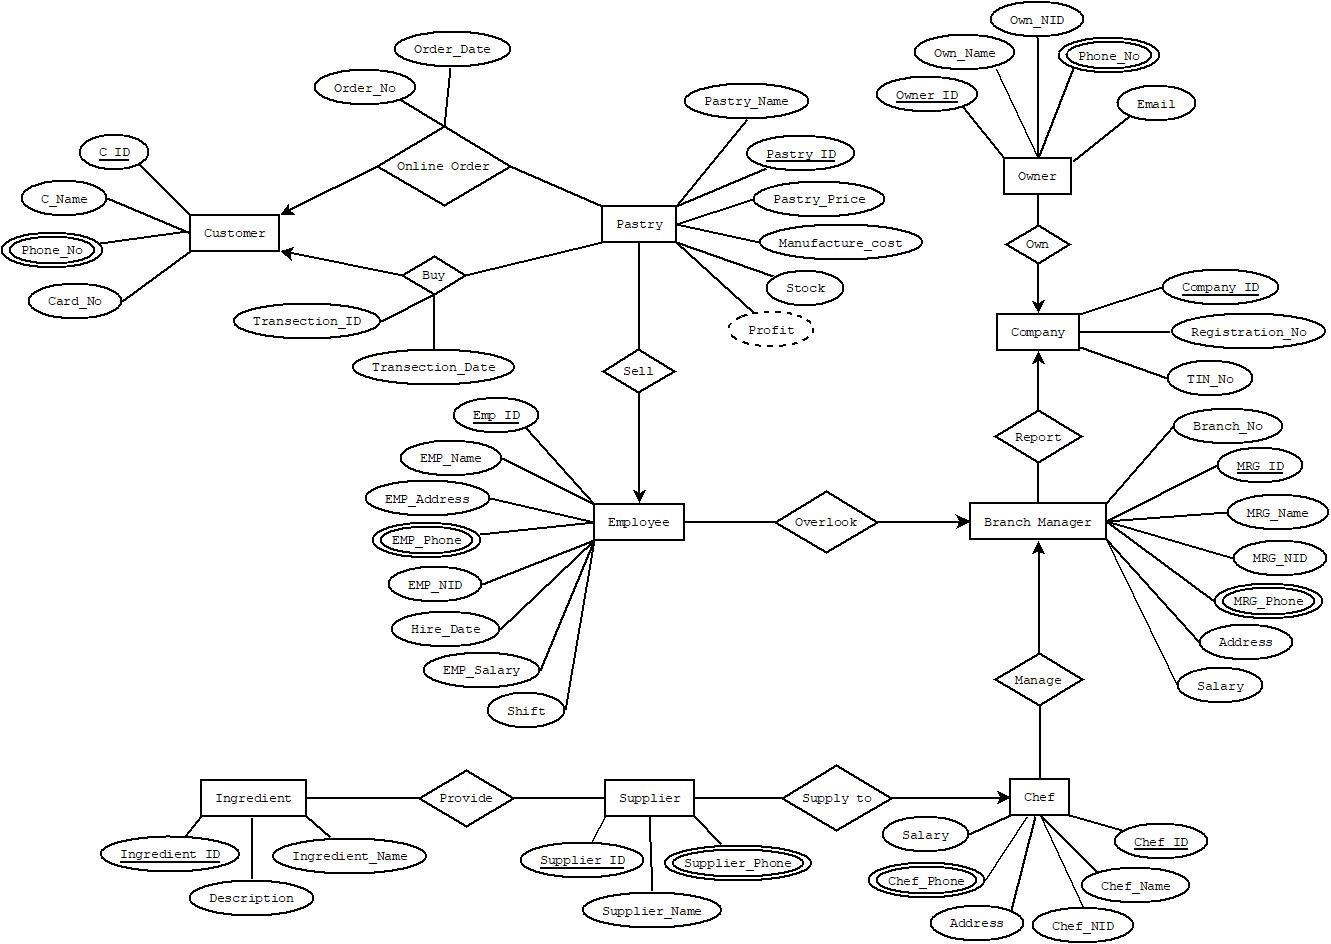 Order_Date
Order_No
Online Order
C_ID
C_Name
Phone_No
Card_No
Customer
Buy
Transection_ID
Transection_Date
Pastry_Name
Pastry_ID
Pastry_Price
Manufacture_cost
Stock
Profit
Pastry
Sell
Own_NID
Own_Name
Phone_No
Owner_ID
Email
Owner
Own
Company_ID
Company
Registration_No
TIN_No
Report
Emp_ID
EMP_Name
EMP_Address
EMP_Phone
EMP_NID
Hire_Date
EMP_Salary
Shift
Employee
Overlook
Branch Manager
Branch_No
MRG_ID
MRG_Name
MRG_NID
MRG_Phone
Address
Salary
Manage
Ingredient
Provide
Supplier
Supply to
Chef
Ingredient_ID
Ingredient_Name
Description
Supplier_ID
Supplier_Phone
Supplier_Name
Salary
Chef_ID
Chef_Phone
Chef_Name
Address
Chef_NID